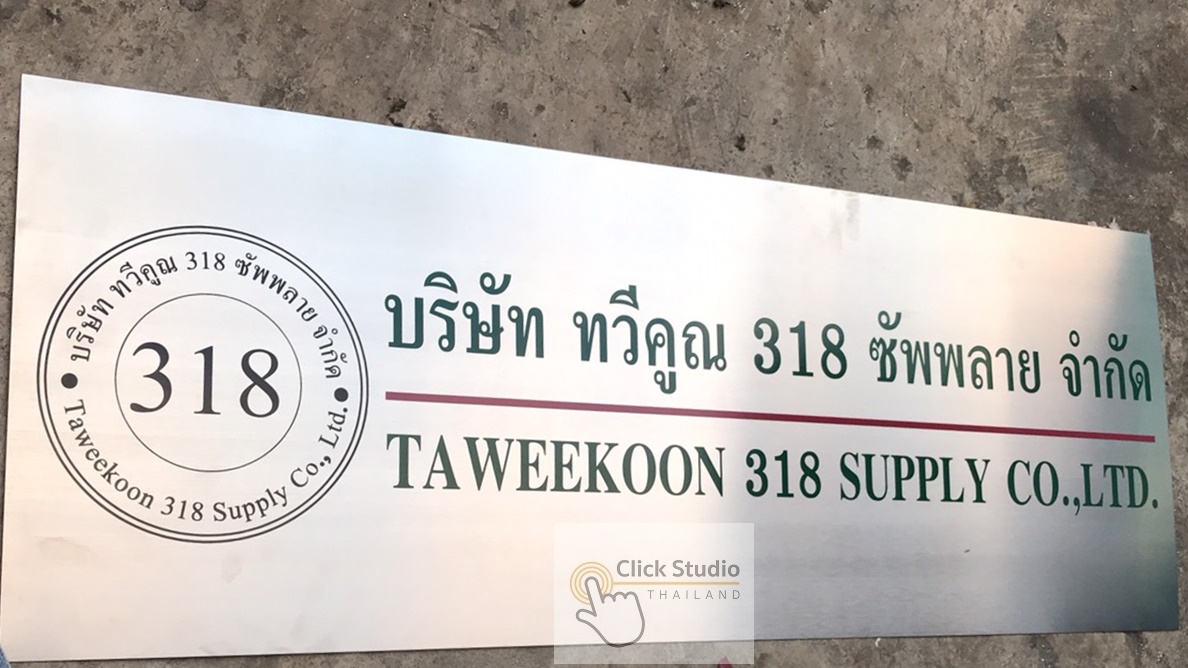 บริษัท ทวีคูณ 318 ซัพพลาย จำกัด
318
Taweekoon 318 Supply Co., Ltd.
บริษัท ทวีคูณ 318 ซัพพลาย จำกัด
TAWEEKOON 318 SUPPLY CO.,LTD.
Click Studio
THAILAND